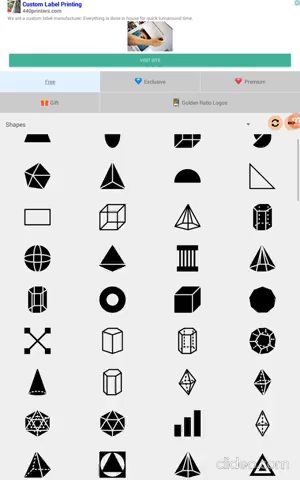 Custom Label Printing
440printers.com
We are a custom label manufacturer. Everything is done in house for quick turnaround time.
VISIT SITE
Free
Exclusive
Premium
Gift
Golden Ratio Logos
Shapes
clideo.com